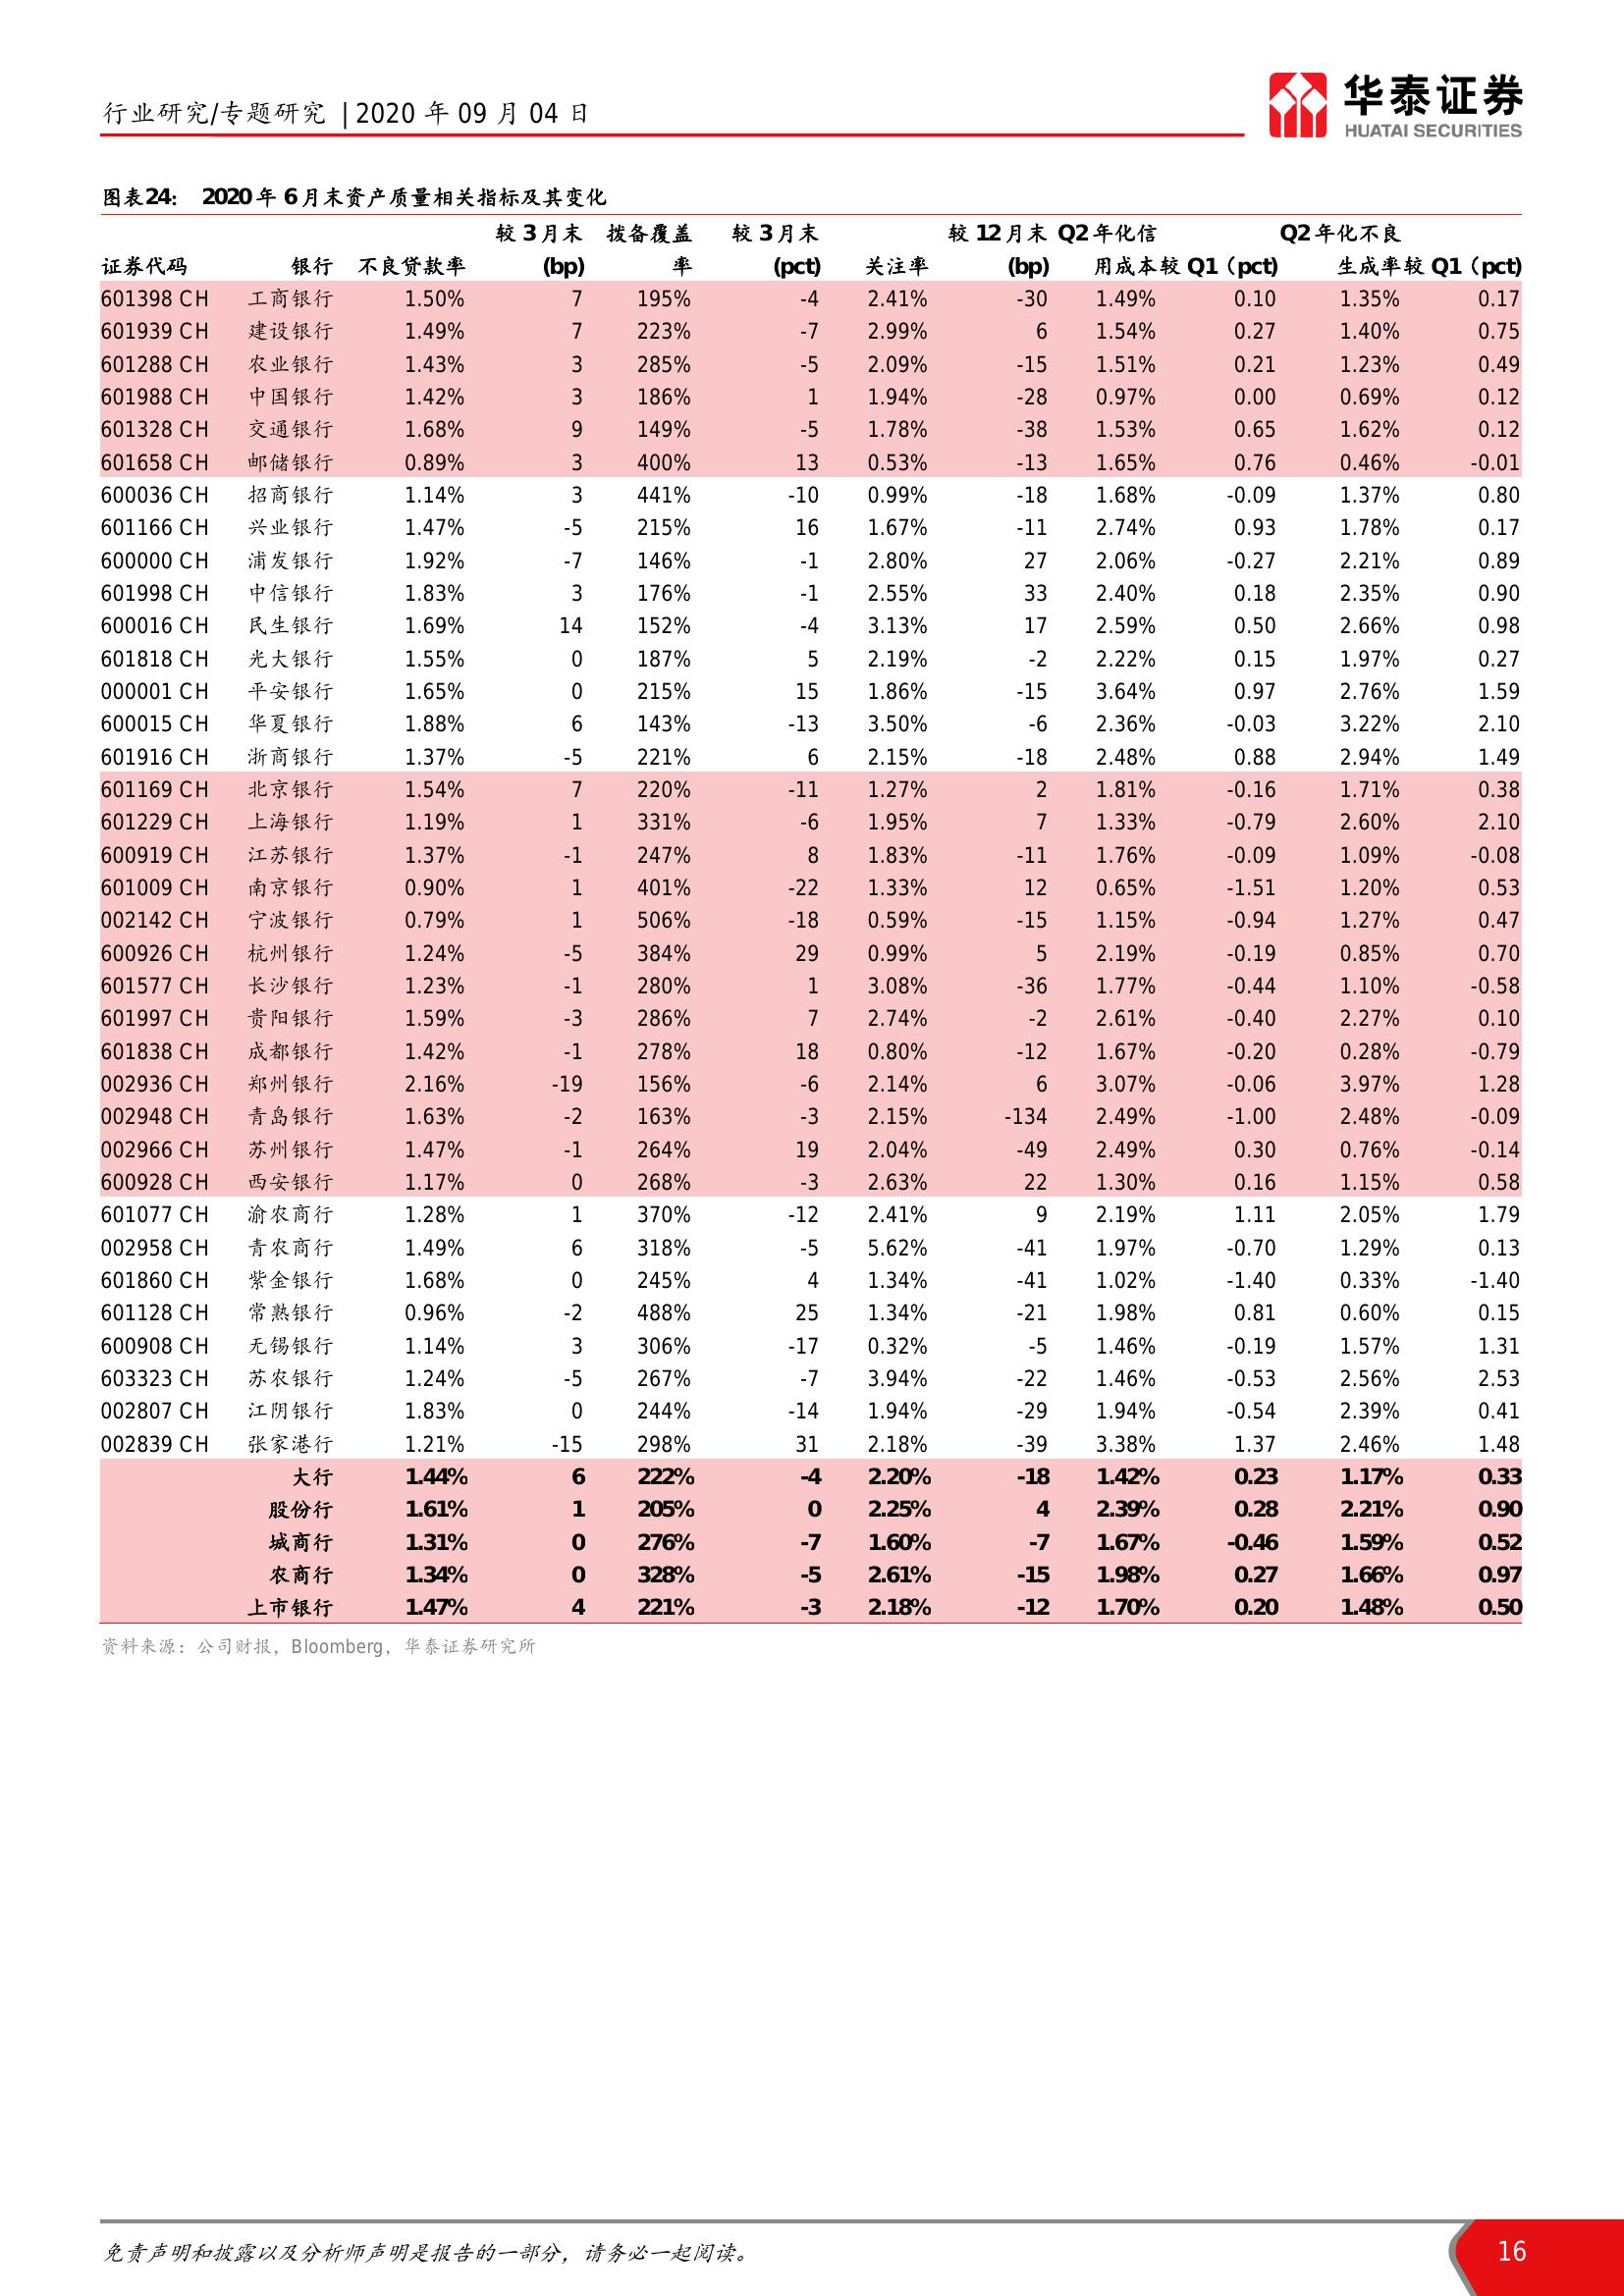 行业研究/专题研究 | 2020 年 09 月 04 日
华泰证券
HUATAI SECURITIES
图表24： 2020 年 6 月末资产质量相关指标及其变化
较 3 月末 拨备覆盖 较 3 月末 较 12 月末 Q2 年化信 Q2 年化不良
证券代码 银行 不良贷款率 (bp) 率 (pct) 关注率 (bp) 用成本较 Q1（pct) 生成率较 Q1（pct)
601398 CH 工商银行 1.50% 7 195% -4 2.41% -30 1.49% 0.10 1.35% 0.17
601939 CH 建设银行 1.49% 7 223% -7 2.99% 6 1.54% 0.27 1.40% 0.75
601288 CH 农业银行 1.43% 3 285% -5 2.09% -15 1.51% 0.21 1.23% 0.49
601988 CH 中国银行 1.42% 3 186% 1 1.94% -28 0.97% 0.00 0.69% 0.12
601328 CH 交通银行 1.68% 9 149% -5 1.78% -38 1.53% 0.65 1.62% 0.12
601658 CH 邮储银行 0.89% 3 400% 13 0.53% -13 1.65% 0.76 0.46% -0.01
600036 CH 招商银行 1.14% 3 441% -10 0.99% -18 1.68% -0.09 1.37% 0.80
601166 CH 兴业银行 1.47% -5 215% 16 1.67% -11 2.74% 0.93 1.78% 0.17
600000 CH 浦发银行 1.92% -7 146% -1 2.80% 27 2.06% -0.27 2.21% 0.89
601998 CH 中信银行 1.83% 3 176% -1 2.55% 33 2.40% 0.18 2.35% 0.90
600016 CH 民生银行 1.69% 14 152% -4 3.13% 17 2.59% 0.50 2.66% 0.98
601818 CH 光大银行 1.55% 0 187% 5 2.19% -2 2.22% 0.15 1.97% 0.27
000001 CH 平安银行 1.65% 0 215% 15 1.86% -15 3.64% 0.97 2.76% 1.59
600015 CH 华夏银行 1.88% 6 143% -13 3.50% -6 2.36% -0.03 3.22% 2.10
601916 CH 浙商银行 1.37% -5 221% 6 2.15% -18 2.48% 0.88 2.94% 1.49
601169 CH 北京银行 1.54% 7 220% -11 1.27% 2 1.81% -0.16 1.71% 0.38
601229 CH 上海银行 1.19% 1 331% -6 1.95% 7 1.33% -0.79 2.60% 2.10
600919 CH 江苏银行 1.37% -1 247% 8 1.83% -11 1.76% -0.09 1.09% -0.08
601009 CH 南京银行 0.90% 1 401% -22 1.33% 12 0.65% -1.51 1.20% 0.53
002142 CH 宁波银行 0.79% 1 506% -18 0.59% -15 1.15% -0.94 1.27% 0.47
600926 CH 杭州银行 1.24% -5 384% 29 0.99% 5 2.19% -0.19 0.85% 0.70
601577 CH 长沙银行 1.23% -1 280% 1 3.08% -36 1.77% -0.44 1.10% -0.58
601997 CH 贵阳银行 1.59% -3 286% 7 2.74% -2 2.61% -0.40 2.27% 0.10
601838 CH 成都银行 1.42% -1 278% 18 0.80% -12 1.67% -0.20 0.28% -0.79
002936 CH 郑州银行 2.16% -19 156% -6 2.14% 6 3.07% -0.06 3.97% 1.28
002948 CH 青岛银行 1.63% -2 163% -3 2.15% -134 2.49% -1.00 2.48% -0.09
002966 CH 苏州银行 1.47% -1 264% 19 2.04% -49 2.49% 0.30 0.76% -0.14
600928 CH 西安银行 1.17% 0 268% -3 2.63% 22 1.30% 0.16 1.15% 0.58
601077 CH 渝农商行 1.28% 1 370% -12 2.41% 9 2.19% 1.11 2.05% 1.79
002958 CH 青农商行 1.49% 6 318% -5 5.62% -41 1.97% -0.70 1.29% 0.13
601860 CH 紫金银行 1.68% 0 245% 4 1.34% -41 1.02% -1.40 0.33% -1.40
601128 CH 常熟银行 0.96% -2 488% 25 1.34% -21 1.98% 0.81 0.60% 0.15
600908 CH 无锡银行 1.14% 3 306% -17 0.32% -5 1.46% -0.19 1.57% 1.31
603323 CH 苏农银行 1.24% -5 267% -7 3.94% -22 1.46% -0.53 2.56% 2.53
002807 CH 江阴银行 1.83% 0 244% -14 1.94% -29 1.94% -0.54 2.39% 0.41
002839 CH 张家港行 1.21% -15 298% 31 2.18% -39 3.38% 1.37 2.46% 1.48
大行 1.44% 6 222% -4 2.20% -18 1.42% 0.23 1.17% 0.33
股份行 1.61% 1 205% 0 2.25% 4 2.39% 0.28 2.21% 0.90
城商行 1.31% 0 276% -7 1.60% -7 1.67% -0.46 1.59% 0.52
农商行 1.34% 0 328% -5 2.61% -15 1.98% 0.27 1.66% 0.97
上市银行 1.47% 4 221% -3 2.18% -12 1.70% 0.20 1.48% 0.50
资料来源：公司财报，Bloomberg，华泰证券研究所
免责声明和披露以及分析师声明是报告的一部分，请务必一起阅读。
16